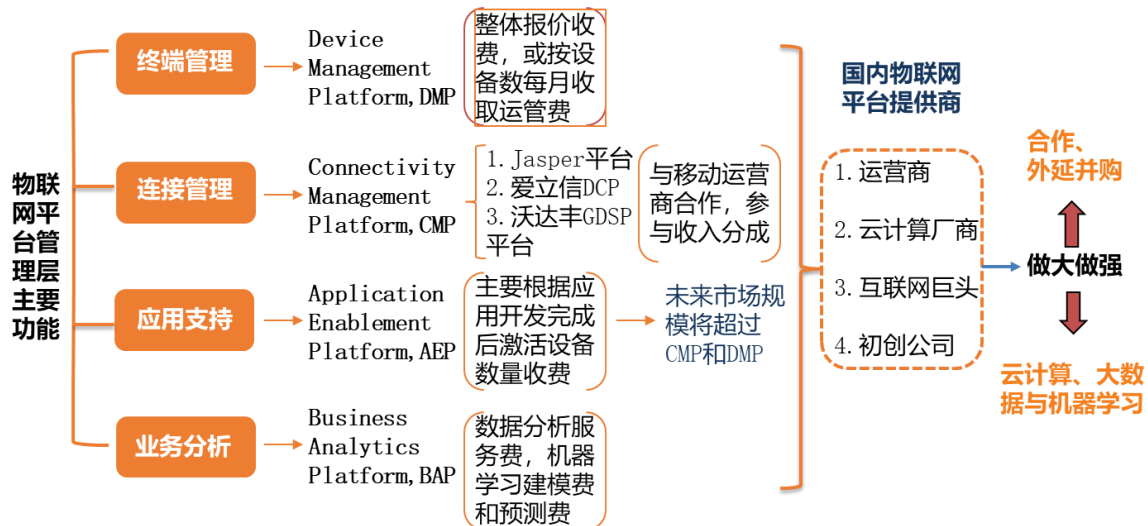 物联
网平
台管
理层
主要
功能
终端管理
Device
Management
Platform,DMP
整体报价收
费，或按设
备数每月收
取运管费
连接管理
Connectivity
Management
Platform,CMP
1. Jasper平台
2. 爱立信DCP
3. 沃达丰GDSP
平台
与移动运营
商合作，参
与收入分成
应用支持
Application
Enablement
Platform,AEP
主要根据应
用开发完成
后激活设备
数量收费
未来市场规
模将超过
CMP和DMP
业务分析
Business
Analytics
Platform,BAP
数据分析服
务费，机器
学习建模费
和预测费
国内物联网
平台提供商
1. 运营商
2. 云计算厂商
3. 互联网巨头
4. 初创公司
合作、
外延并购
做大做强
云计算、大数
据与机器学习